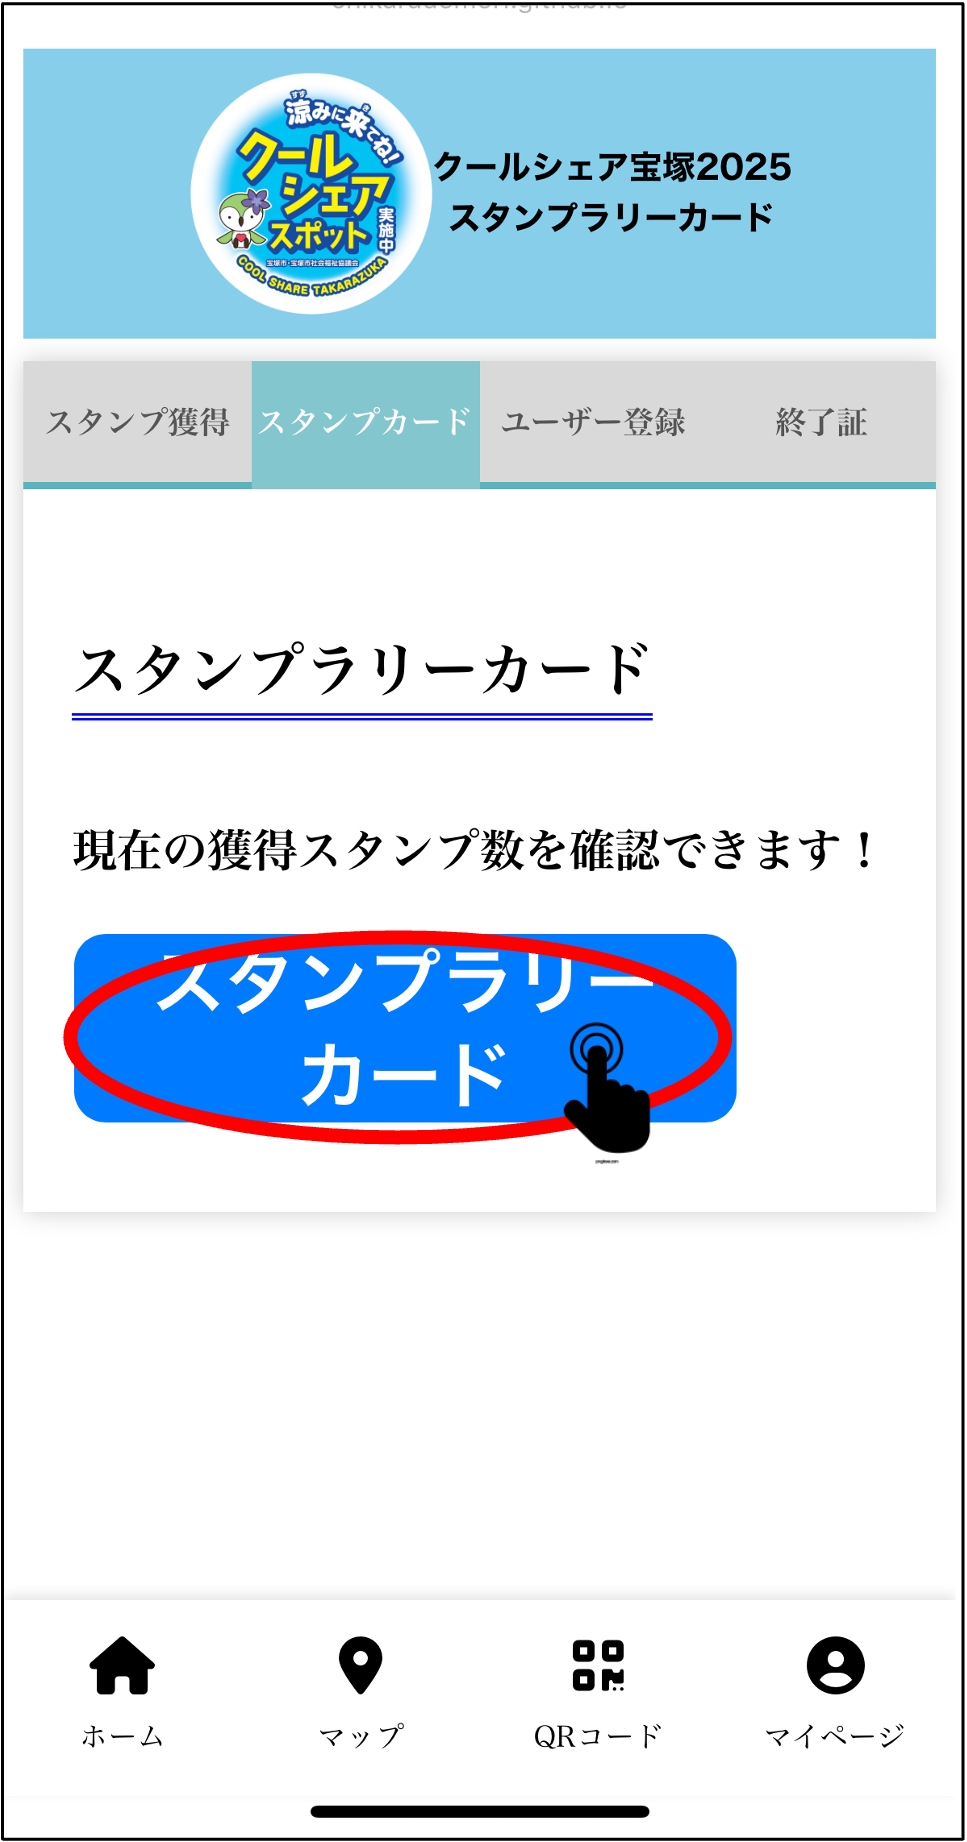 涼みに来てね!
すず
き
クール
シェア
スポット
実施中
宝塚市・宝塚市社会福祉協議会
COOL SHARE TAKARAZUKA
クールシェア宝塚2025
スタンプラリーカード
スタンプ獲得
スタンプカード
ユーザー登録
終了証
スタンプラリーカード
現在の獲得スタンプ数を確認できます！
スタンプラリー
カード
ホーム
マップ
QRコード
マイページ